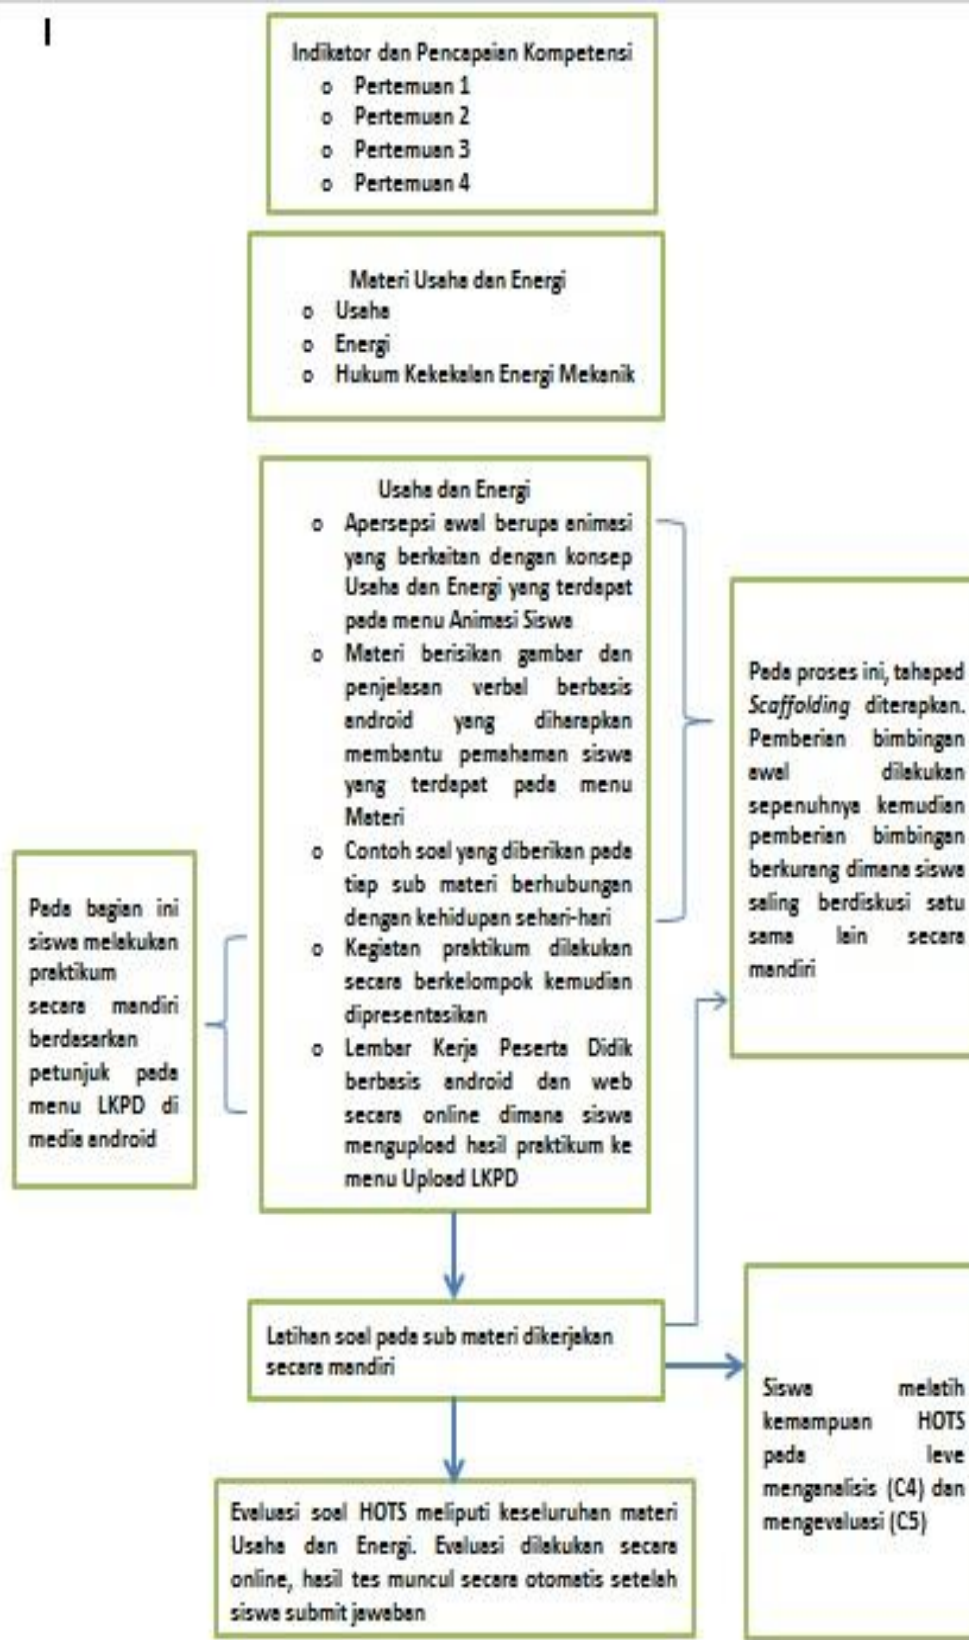 I
Indikator dan Pencapaian Kompetensi
o Pertemuan 1
o Pertemuan 2
o Pertemuan 3
o Pertemuan 4
Materi Usaha dan Energi
o Usaha
o Energi
o Hukum Kekekalan Energi Mekanik
Usaha dan Energi
o Apersepsi awal berupa animasi
yang berkaitan dengan konsep
Usaha dan Energi yang terdapat
pada menu Animasi Siswa
o Materi berisikan gambar dan
penjelasan verbal berbasis
android yang diharapkan
membantu pemahaman siswa
yang terdapat pada menu
Materi
o Contoh soal yang diberikan pada
tiap sub materi berhubungan
dengan kehidupan sehari-hari
o Kegiatan praktikum dilakukan
secara berkelompok kemudian
dipresentasikan
o Lembar Kerja Peserta Didik
berbasis android dan web
secara online dimana siswa
mengupload hasil praktikum ke
menu Upload LKPD
Pada proses ini, tahapad
Scaffolding diterapkan.
Pemberian bimbingan
awal dilakukan
sepenuhnya kemudian
pemberian bimbingan
berkurang dimana siswa
saling berdiskusi satu
sama lain secara
mandiri
Pada bagian ini
siswa melakukan
praktikum
secara mandiri
berdasarkan
petunjuk pada
menu LKPD di
media android
Latihan soal pada sub materi dikerjakan
secara mandiri
Siswa melatih
kemampuan HOTS
pada leve
menganalisis (C4) dan
mengevaluasi (C5)
Evaluasi soal HOTS meliputi keseluruhan materi
Usaha dan Energi. Evaluasi dilakukan secara
online, hasil tes muncul secara otomatis setelah
siswa submit jawaban